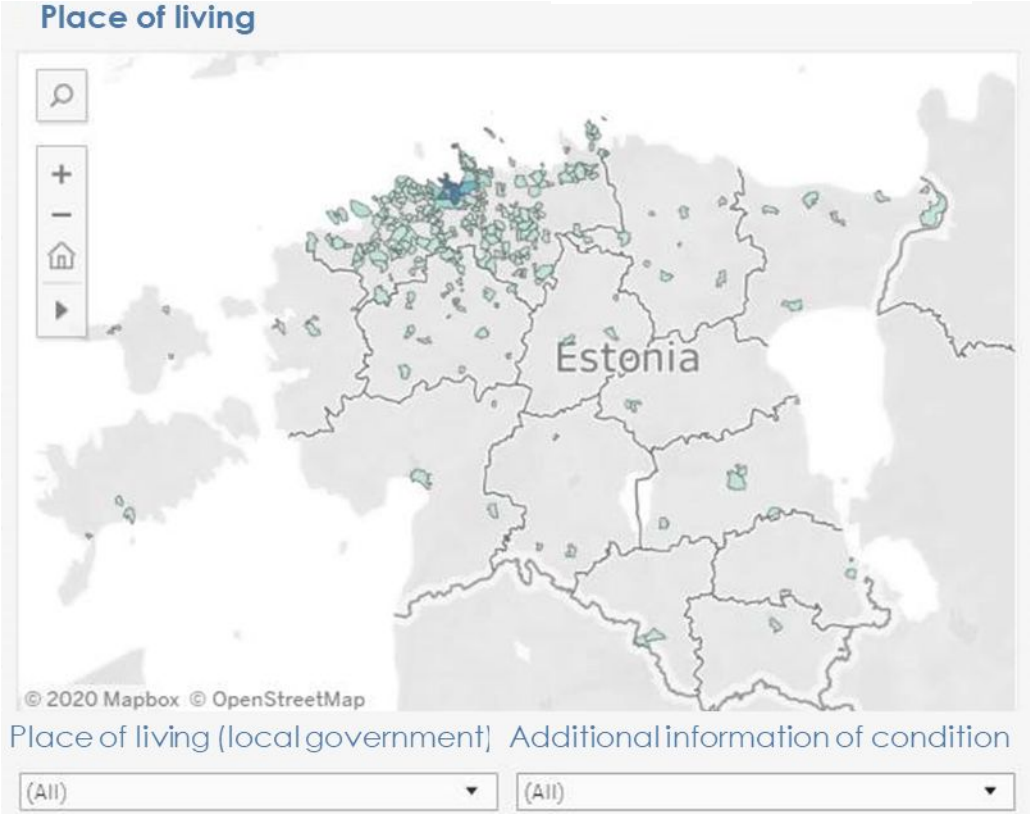 Place of living
+
−
Estonia
© 2020 Mapbox © OpenStreetMap
Place of living (local government) Additional information of condition
(All) (All)